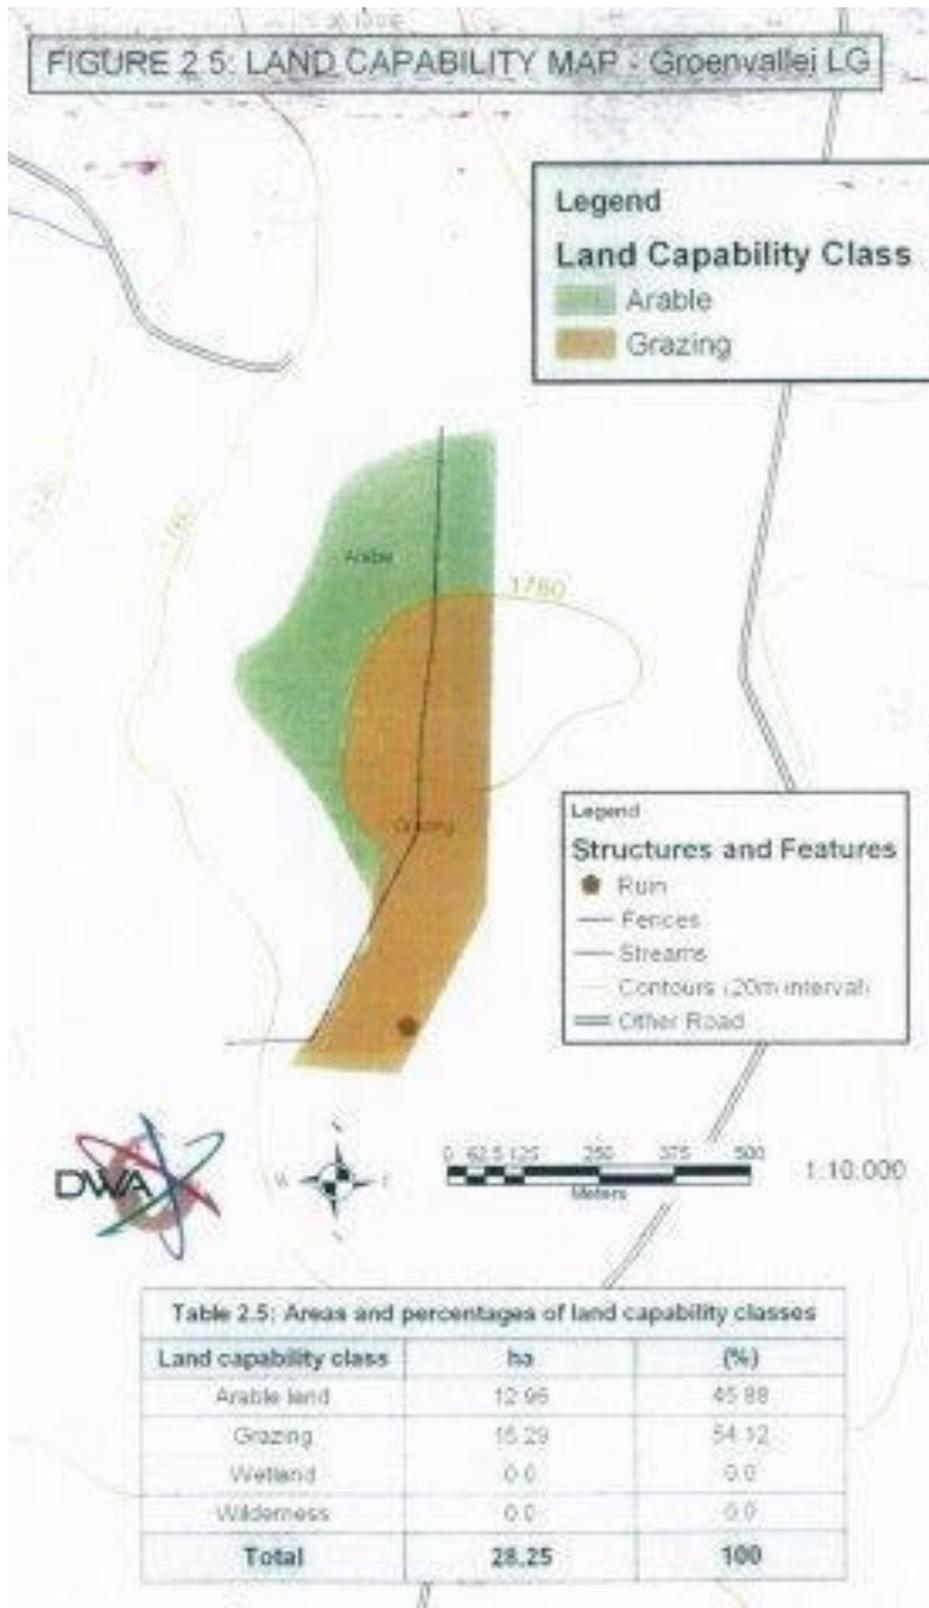 FIGURE 2.5: LAND CAPABILITY MAP - Groenvallei LG
Legend
Land Capability Class
Arable
Grazing
Arable
1780
1760
Grazing
Legend
Structures and Features
Ruin
Fences
Streams
Contours (20m interval)
Other Road
DWA
W
E
0 62.5 125 250 375 500
Meters
1:10,000
Table 2.5: Areas and percentages of land capability classes
Land capability class ha (%)
Arable land 12.96 45.88
Grazing 15.29 54.12
Wetland 0.0 0.0
Wilderness 0.0 0.0
Total 28.25 100